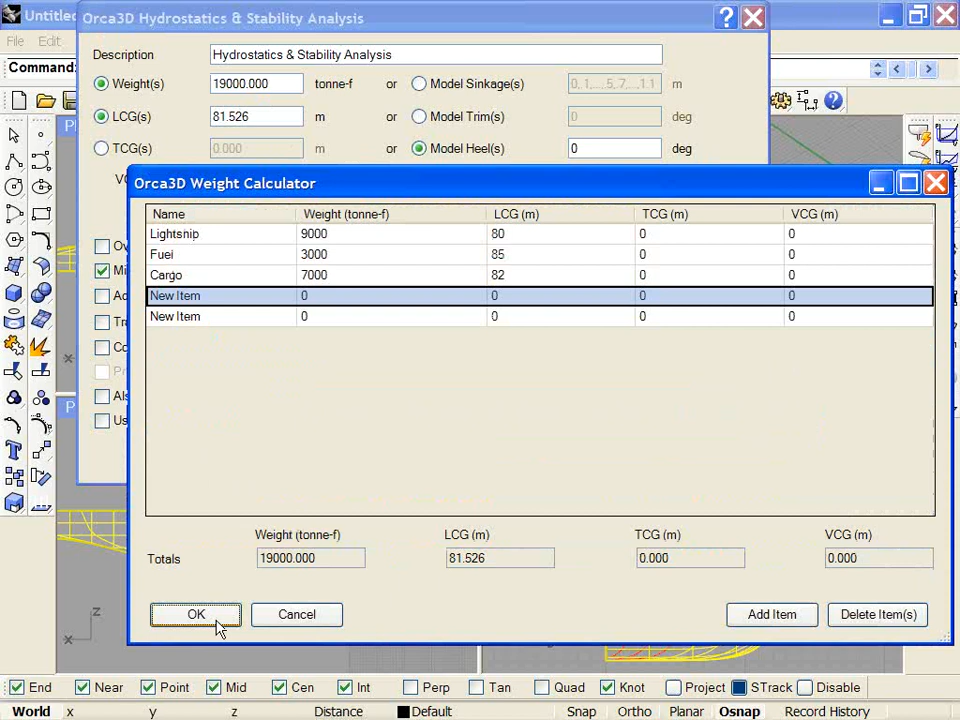 Untitled
Orca3D Hydrostatics & Stability Analysis
File Edit
Command:
Description Hydrostatics & Stability Analysis
Weight(s) 19000.000 tonne-f or Model Sinkage(s) 0,.1,...,5,.7,...,1.1 m
LCG(s) 81.526 m or Model Trim(s) 0 deg
TCG(s) 0.000 m or Model Heel(s) 0 deg
Orca3D Weight Calculator
Name Weight (tonne-f) LCG (m) TCG (m) VCG (m)
Lightsnip 9000 80 0 0
Fuei 3000 85 0 0
Cargo 7000 82 0 0
New Item 0 0 0 0
New Item 0 0 0 0
Weight (tonne-f) LCG (m) TCG (m) VCG (m)
Totals 19000.000 81.526 0.000 0.000
OK Cancel Add Item Delete Item(s)
z
x
End Near Point Mid Cen Int Perp Tan Quad Knot Project STrack Disable
World x y z Distance Default Snap Ortho Planar Osnap Record History